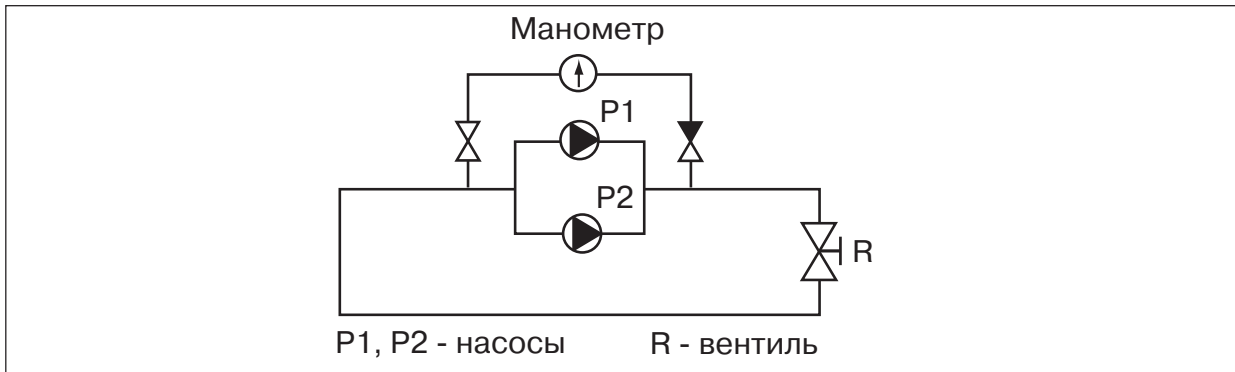 Манометр
P1
P2
R
P1, P2 - насосы
R - вентиль